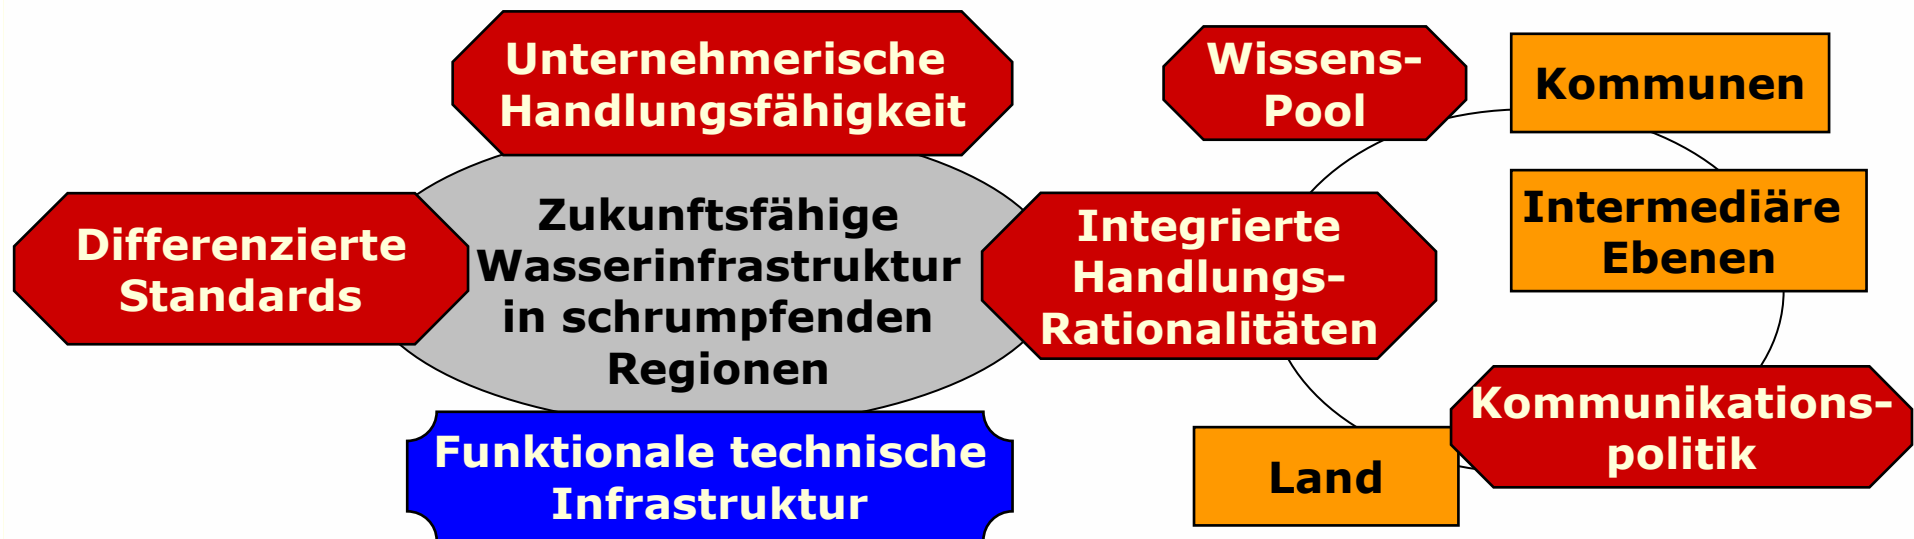 Unternehmerische
Handlungsfähigkeit
Wissens-
Pool
Kommunen
Differenzierte
Standards
Zukunftsfähige
Wasserinfrastruktur
in schrumpfenden
Regionen
Integrierte
Handlungs-
Rationalitäten
Intermediäre
Ebenen
Funktionale technische
Infrastruktur
Land
Kommunikations-
politik